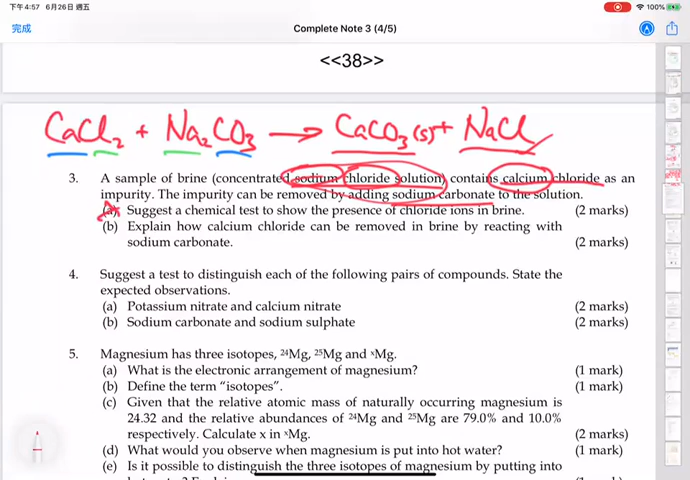 下午4:57 6月26日 週五
100%
完成
Complete Note 3 (4/5)
<<38>>
CaCl₂ + Na₂CO₃ → CaCO₃(s) + NaCl
3. A sample of brine (concentrated sodium chloride solution) contains calcium chloride as an
impurity. The impurity can be removed by adding sodium carbonate to the solution.
(a) Suggest a chemical test to show the presence of chloride ions in brine. (2 marks)
(b) Explain how calcium chloride can be removed in brine by reacting with
sodium carbonate. (2 marks)
4. Suggest a test to distinguish each of the following pairs of compounds. State the
expected observations.
(a) Potassium nitrate and calcium nitrate (2 marks)
(b) Sodium carbonate and sodium sulphate (2 marks)
5. Magnesium has three isotopes, ²⁴Mg, ²⁵Mg and ˣMg.
(a) What is the electronic arrangement of magnesium? (1 mark)
(b) Define the term “isotopes”. (1 mark)
(c) Given that the relative atomic mass of naturally occurring magnesium is
24.32 and the relative abundances of ²⁴Mg and ²⁵Mg are 79.0% and 10.0%
respectively. Calculate x in ˣMg. (2 marks)
(d) What would you observe when magnesium is put into hot water? (1 mark)
(e) Is it possible to distinguish the three isotopes of magnesium by putting into